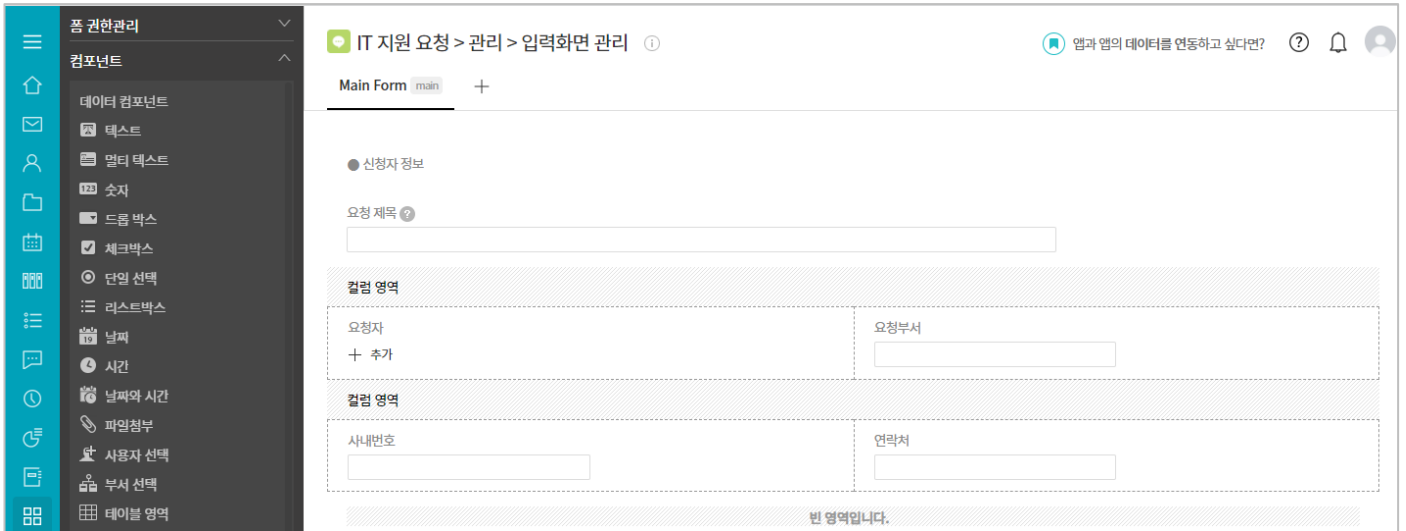 폼 권한관리
컴포넌트
데이터 컴포넌트
텍스트
멀티 텍스트
123 숫자
드롭 박스
체크박스
단일 선택
리스트박스
19 날짜
시간
날짜와 시간
파일첨부
사용자 선택
부서 선택
테이블 영역
IT 지원 요청 > 관리 > 입력화면 관리
앱과 앱의 데이터를 연동하고 싶다면?
Main Form main +
● 신청자 정보
요청 제목 ?
컬럼 영역
요청자 요청부서
+ 추가
컬럼 영역
사내번호 연락처
빈 영역입니다.